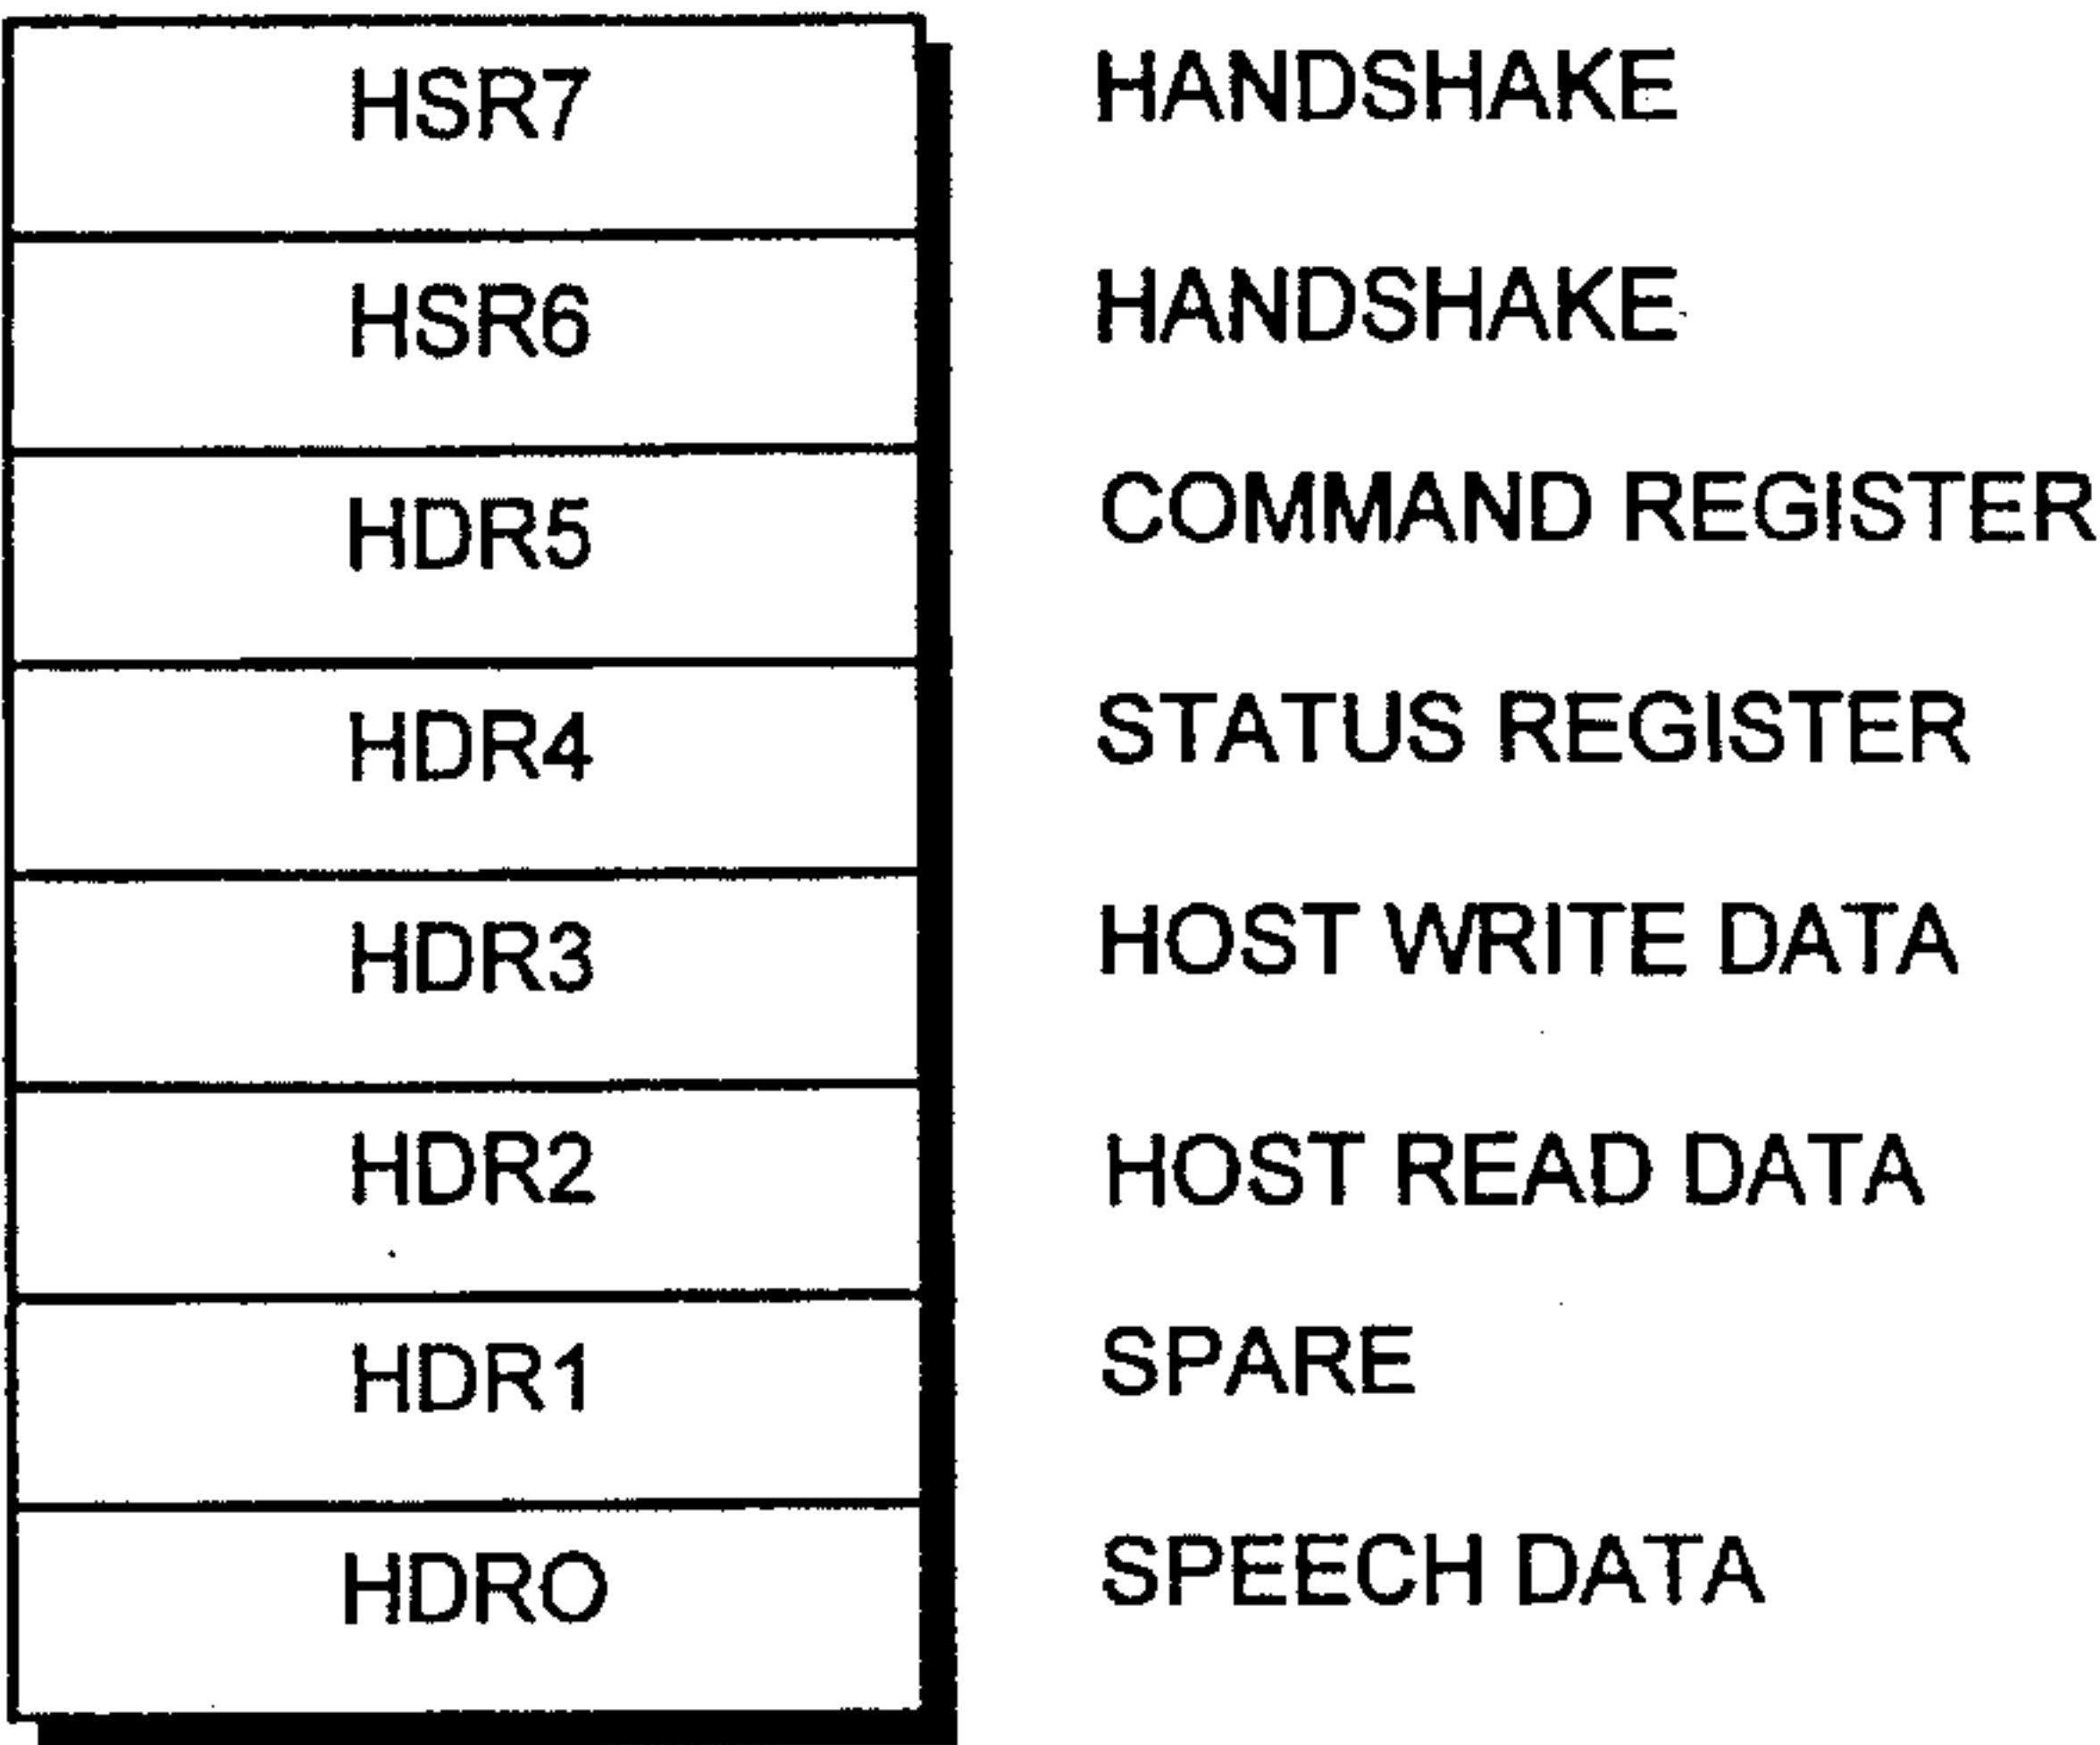 HSR7 HANDSHAKE
HSR6 HANDSHAKE
HDR5 COMMAND REGISTER
HDR4 STATUS REGISTER
HDR3 HOST WRITE DATA
HDR2 HOST READ DATA
HDR1 SPARE
HDRO SPEECH DATA